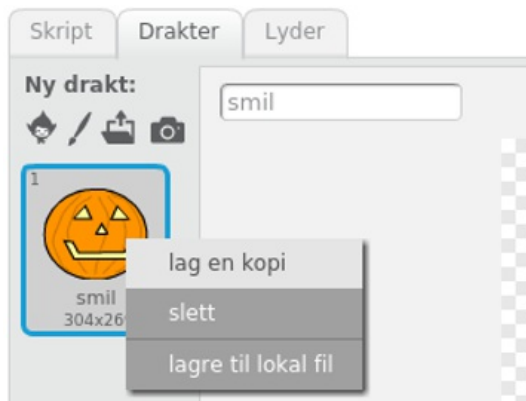 Skript Drakter Lyder
Ny drakt:
smil
1
smil
lag en kopi
slett
lagre til lokal fil